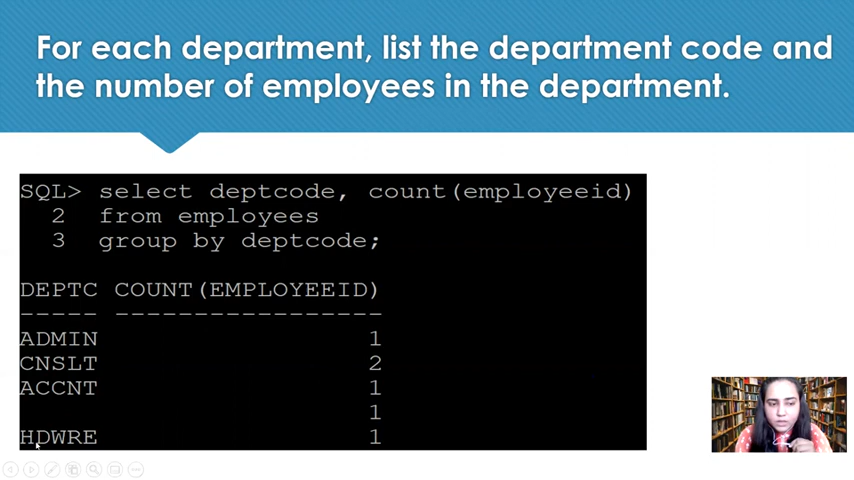 For each department, list the department code and
the number of employees in the department.
SQL> select deptcode, count(employeeid)
2 from employees
3 group by deptcode;
DEPTC COUNT(EMPLOYEEID)
----- -----------------
ADMIN 1
CNSLT 2
ACCNT 1
1
HDWRE 1